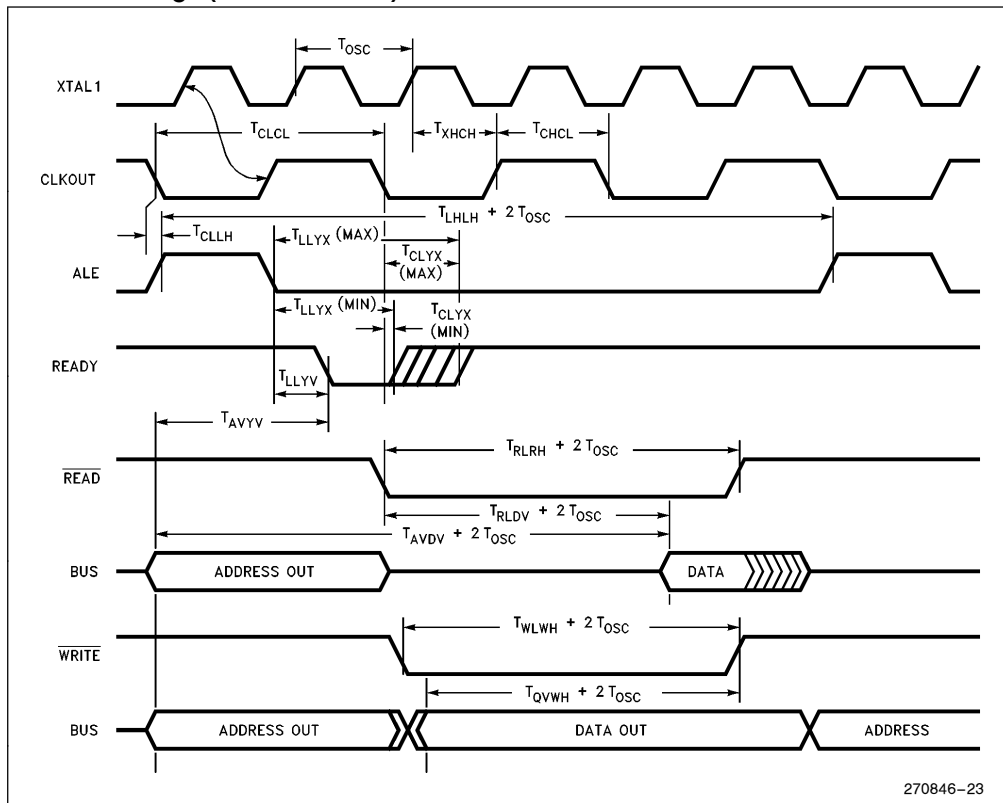 T_OSC
XTAL1
T_CLCL
T_XHCH
T_CHCL
CLKOUT
T_LHLH + 2 T_OSC
T_CLLH
T_LLYX (MAX)
T_CLYX
(MAX)
ALE
T_LLYX (MIN)
T_CLYX
(MIN)
READY
T_LLYV
T_AVYV
T_RLRH + 2 T_OSC
READ
T_RLDV + 2 T_OSC
T_AVDV + 2 T_OSC
BUS ADDRESS OUT DATA
T_WLWH + 2 T_OSC
WRITE
T_QVWH + 2 T_OSC
BUS ADDRESS OUT DATA OUT ADDRESS
270846-23